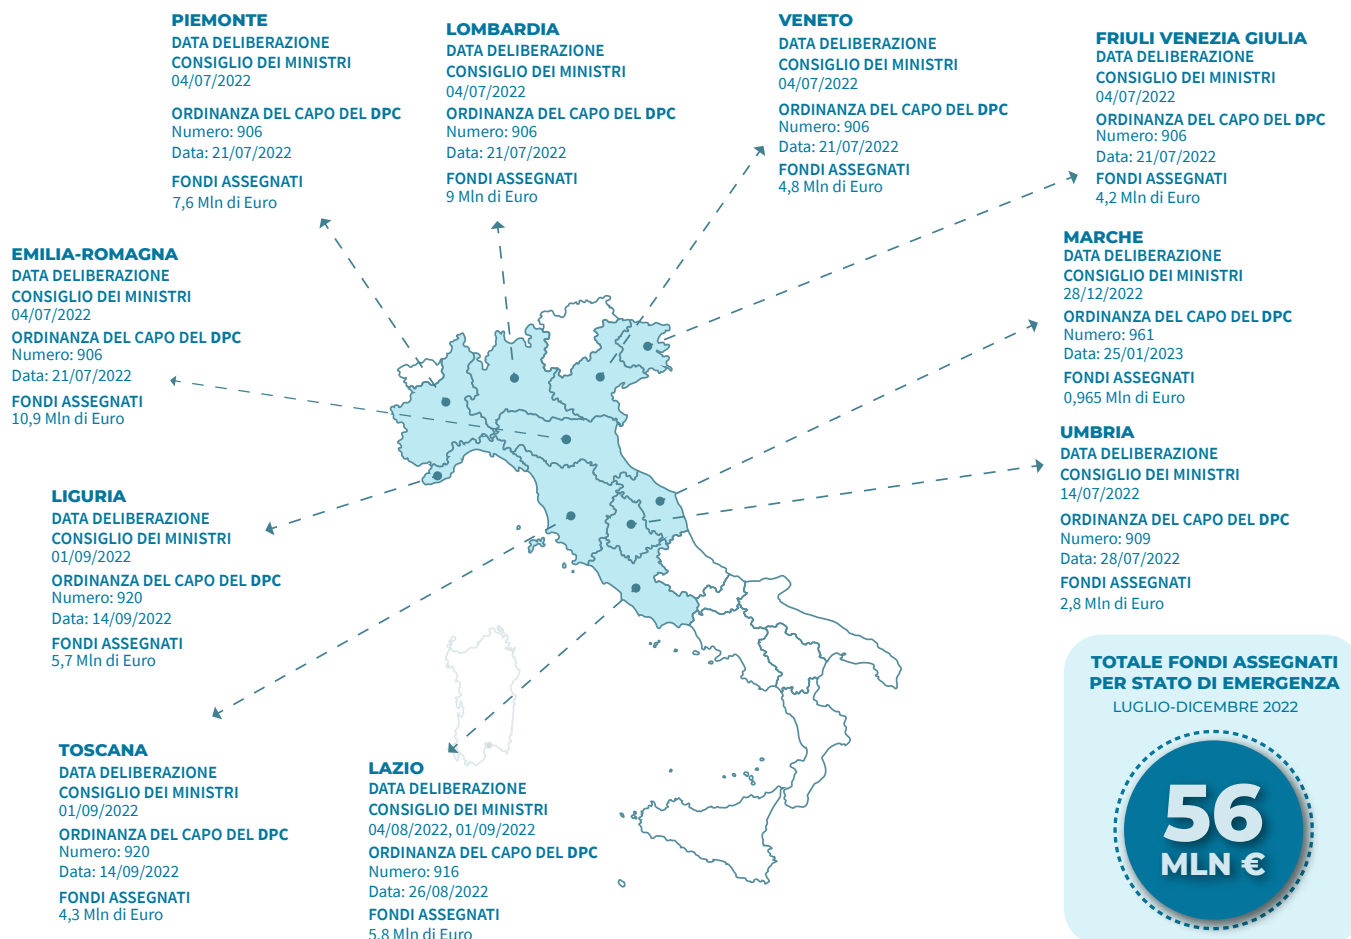 PIEMONTE
DATA DELIBERAZIONE
CONSIGLIO DEI MINISTRI
04/07/2022
ORDINANZA DEL CAPO DEL DPC
Numero: 906
Data: 21/07/2022
FONDI ASSEGNATI
7,6 Mln di Euro
LOMBARDIA
DATA DELIBERAZIONE
CONSIGLIO DEI MINISTRI
04/07/2022
ORDINANZA DEL CAPO DEL DPC
Numero: 906
Data: 21/07/2022
FONDI ASSEGNATI
9 Mln di Euro
VENETO
DATA DELIBERAZIONE
CONSIGLIO DEI MINISTRI
04/07/2022
ORDINANZA DEL CAPO DEL DPC
Numero: 906
Data: 21/07/2022
FONDI ASSEGNATI
4,8 Mln di Euro
FRIULI VENEZIA GIULIA
DATA DELIBERAZIONE
CONSIGLIO DEI MINISTRI
04/07/2022
ORDINANZA DEL CAPO DEL DPC
Numero: 906
Data: 21/07/2022
FONDI ASSEGNATI
4,2 Mln di Euro
EMILIA-ROMAGNA
DATA DELIBERAZIONE
CONSIGLIO DEI MINISTRI
04/07/2022
ORDINANZA DEL CAPO DEL DPC
Numero: 906
Data: 21/07/2022
FONDI ASSEGNATI
10,9 Mln di Euro
MARCHE
DATA DELIBERAZIONE
CONSIGLIO DEI MINISTRI
28/12/2022
ORDINANZA DEL CAPO DEL DPC
Numero: 961
Data: 25/01/2023
FONDI ASSEGNATI
0,965 Mln di Euro
UMBRIA
DATA DELIBERAZIONE
CONSIGLIO DEI MINISTRI
14/07/2022
ORDINANZA DEL CAPO DEL DPC
Numero: 909
Data: 28/07/2022
FONDI ASSEGNATI
2,8 Mln di Euro
LIGURIA
DATA DELIBERAZIONE
CONSIGLIO DEI MINISTRI
01/09/2022
ORDINANZA DEL CAPO DEL DPC
Numero: 920
Data: 14/09/2022
FONDI ASSEGNATI
5,7 Mln di Euro
TOSCANA
DATA DELIBERAZIONE
CONSIGLIO DEI MINISTRI
01/09/2022
ORDINANZA DEL CAPO DEL DPC
Numero: 920
Data: 14/09/2022
FONDI ASSEGNATI
4,3 Mln di Euro
LAZIO
DATA DELIBERAZIONE
CONSIGLIO DEI MINISTRI
04/08/2022, 01/09/2022
ORDINANZA DEL CAPO DEL DPC
Numero: 916
Data: 26/08/2022
FONDI ASSEGNATI
5,8 Mln di Euro
TOTALE FONDI ASSEGNATI
PER STATO DI EMERGENZA
LUGLIO-DICEMBRE 2022
56
MLN €